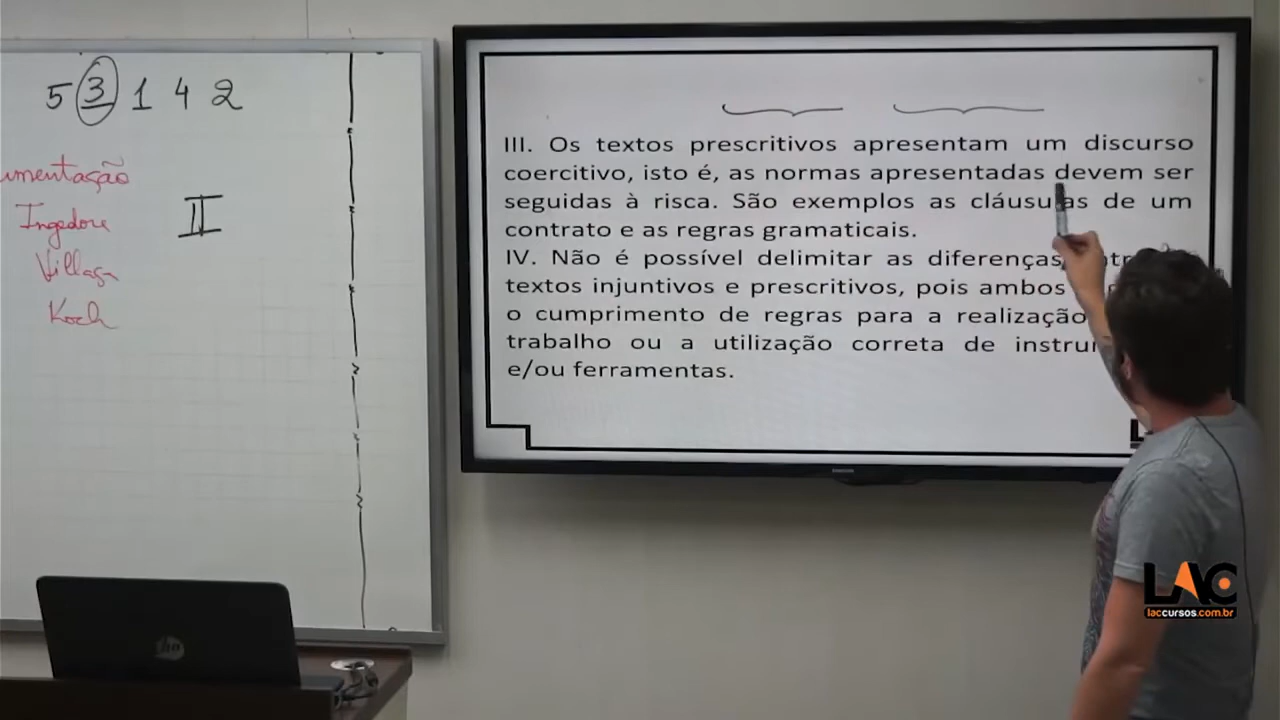 5 3 1 4 2
umentação
Ingedore
Villaça
Koch
II
III. Os textos prescritivos apresentam um discurso
coercitivo, isto é, as normas apresentadas devem ser
seguidas à risca. São exemplos as cláusulas de um
contrato e as regras gramaticais.
IV. Não é possível delimitar as diferenças
textos injuntivos e prescritivos, pois ambos
o cumprimento de regras para a realização
trabalho ou a utilização correta de instru
e/ou ferramentas.
hp
SAMSUNG
LAC
laccursos.com.br